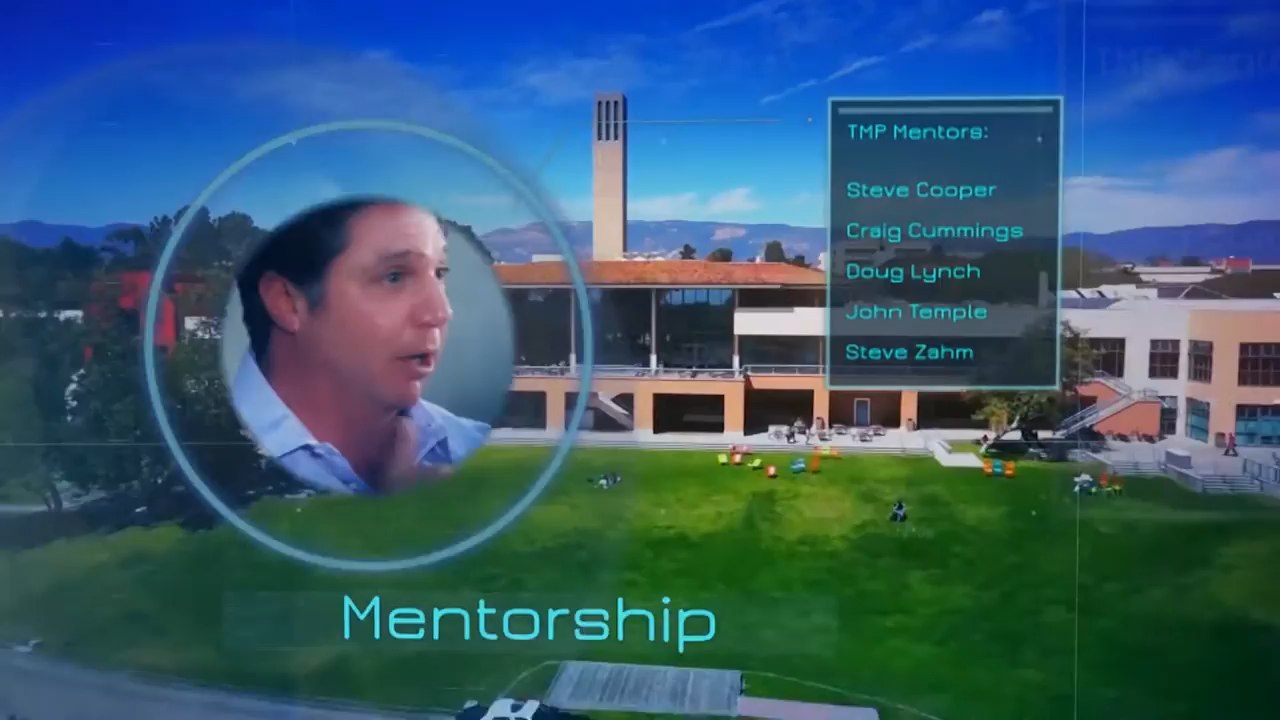 TMP Mentors:
Steve Cooper
Craig Cummings
Doug Lynch
John Temple
Steve Zahm
Mentorship